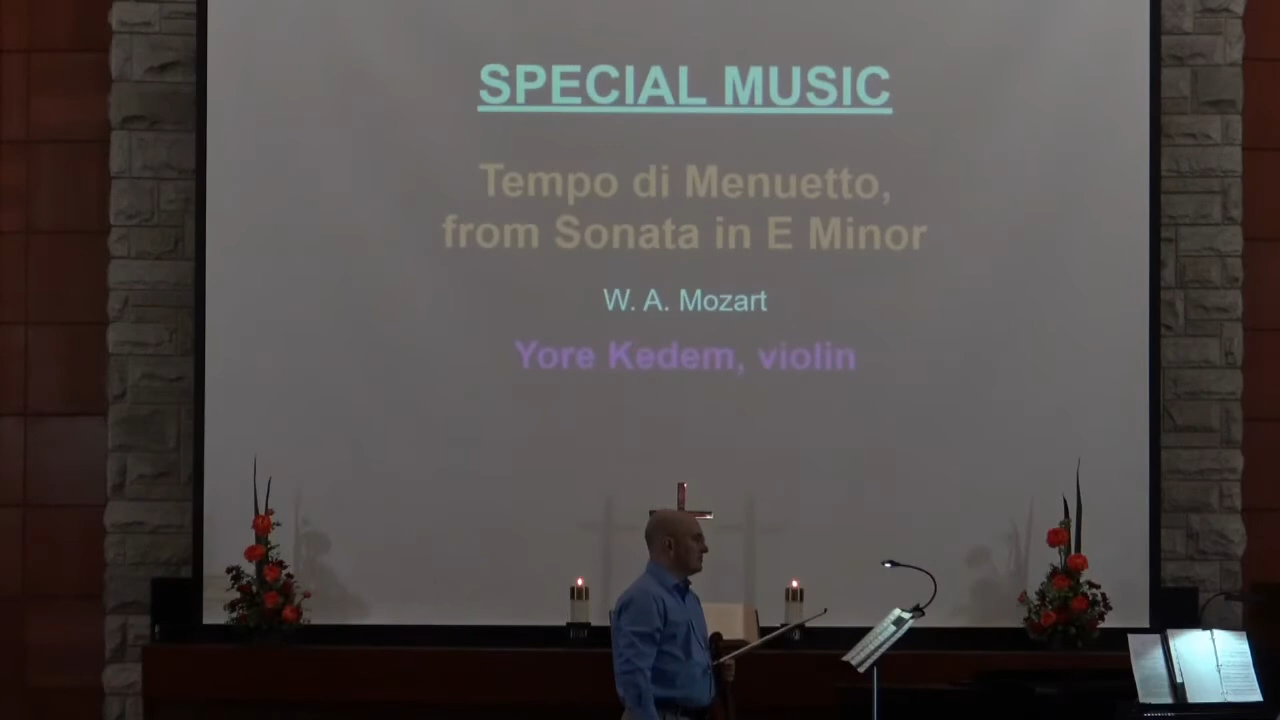 SPECIAL MUSIC
Tempo di Menuetto,
from Sonata in E Minor
W. A. Mozart
Yore Kedem, violin